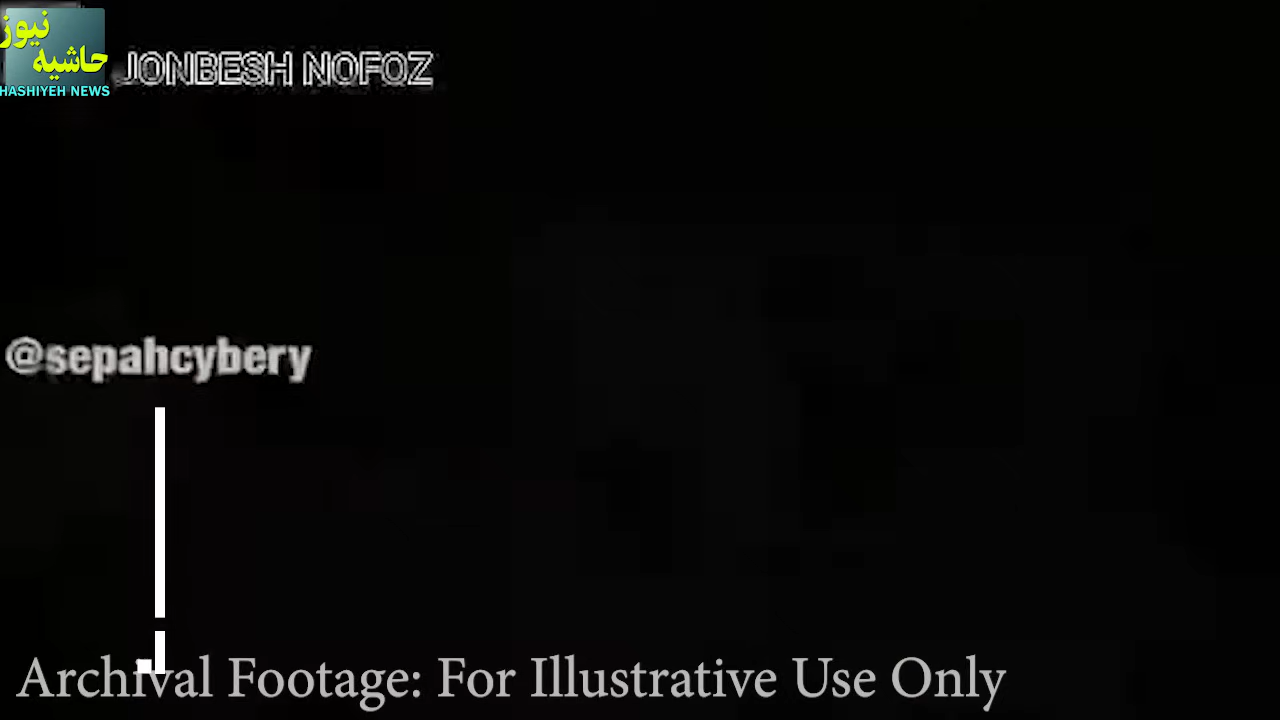 نیوز
حاشیه
HASHIYEH NEWS
JONBESH NOFOZ
@sepahcybery
Archival Footage: For Illustrative Use Only